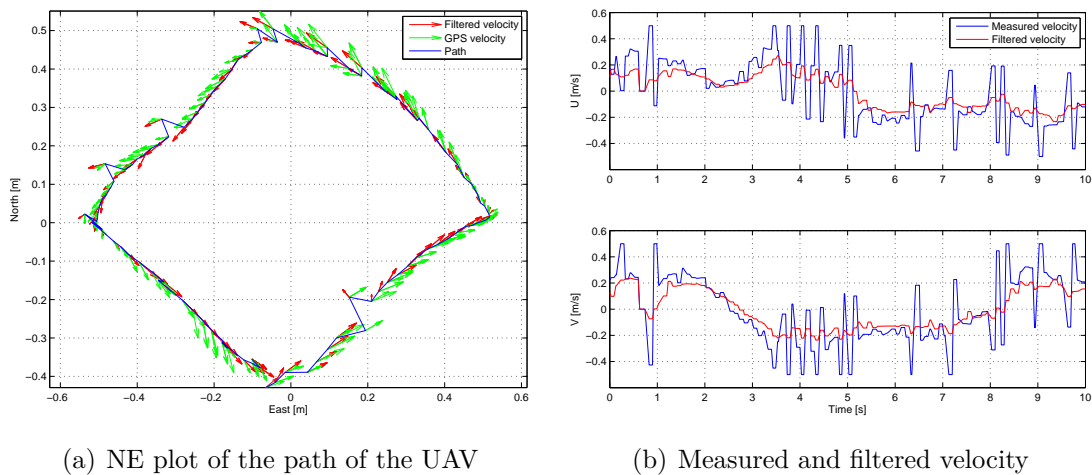 0.5
0.4
0.3
0.2
0.1
0
−0.1
−0.2
−0.3
−0.4
North [m]
−0.6 −0.4 −0.2 0 0.2 0.4 0.6
East [m]
Filtered velocity
GPS velocity
Path
0.6
0.4
0.2
0
−0.2
−0.4
U [m/s]
0 1 2 3 4 5 6 7 8 9 10
Measured velocity
Filtered velocity
0.6
0.4
0.2
0
−0.2
−0.4
V [m/s]
0 1 2 3 4 5 6 7 8 9 10
Time [s]
(a) NE plot of the path of the UAV
(b) Measured and filtered velocity